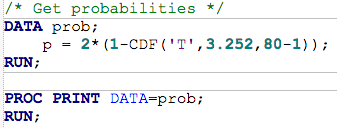 /* Get probabilities */
DATA prob;
p = 2*(1-CDF('T',3.252,80-1));
RUN;
PROC PRINT DATA=prob;
RUN;